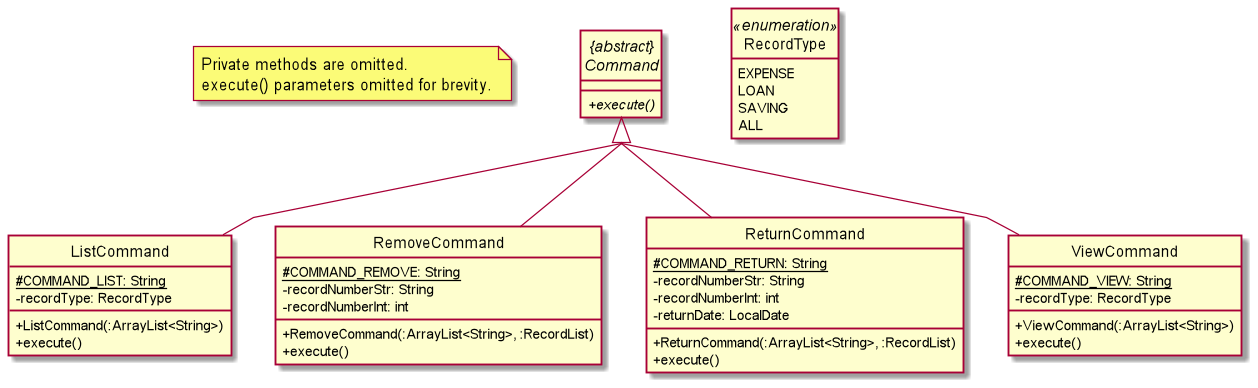 Private methods are omitted.
execute() parameters omitted for brevity.
{abstract}
Command
+execute()
«enumeration»
RecordType
EXPENSE
LOAN
SAVING
ALL
ListCommand
#COMMAND_LIST: String
-recordType: RecordType
+ListCommand(:ArrayList<String>)
+execute()
RemoveCommand
#COMMAND_REMOVE: String
-recordNumberStr: String
-recordNumberInt: int
+RemoveCommand(:ArrayList<String>, :RecordList)
+execute()
ReturnCommand
#COMMAND_RETURN: String
-recordNumberStr: String
-recordNumberInt: int
-returnDate: LocalDate
+ReturnCommand(:ArrayList<String>, :RecordList)
+execute()
ViewCommand
#COMMAND_VIEW: String
-recordType: RecordType
+ViewCommand(:ArrayList<String>)
+execute()